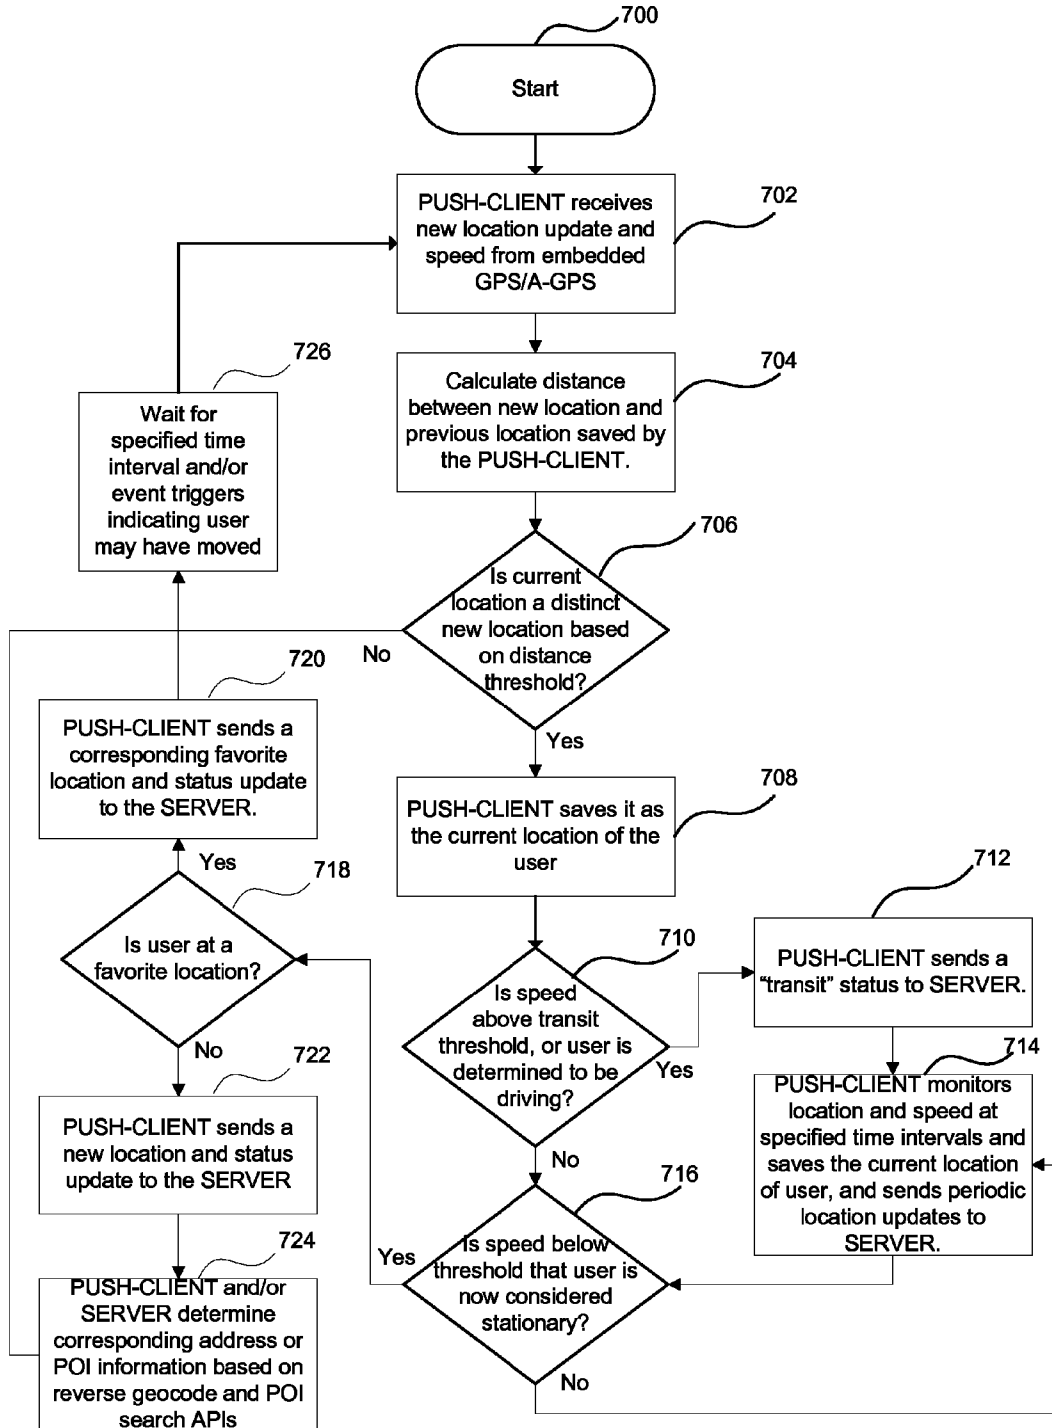 700
Start
702
PUSH-CLIENT receives
new location update and
speed from embedded
GPS/A-GPS
704
Calculate distance
between new location and
previous location saved by
the PUSH-CLIENT.
726
Wait for
specified time
interval and/or
event triggers
indicating user
may have moved
706
Is current
location a distinct
new location based
on distance
threshold?
No
Yes
720
PUSH-CLIENT sends a
corresponding favorite
location and status update
to the SERVER.
708
PUSH-CLIENT saves it as
the current location of the
user
Yes
718
Is user at a
favorite location?
No
710
Is speed
above transit
threshold, or user is
determined to be
driving?
Yes
No
712
PUSH-CLIENT sends a
"transit" status to SERVER.
714
PUSH-CLIENT monitors
location and speed at
specified time intervals and
saves the current location
of user, and sends periodic
location updates to
SERVER.
722
PUSH-CLIENT sends a
new location and status
update to the SERVER
716
Is speed below
threshold that user is
now considered
stationary?
Yes
No
724
PUSH-CLIENT and/or
SERVER determine
corresponding address or
POI information based on
reverse geocode and POI
search APIs